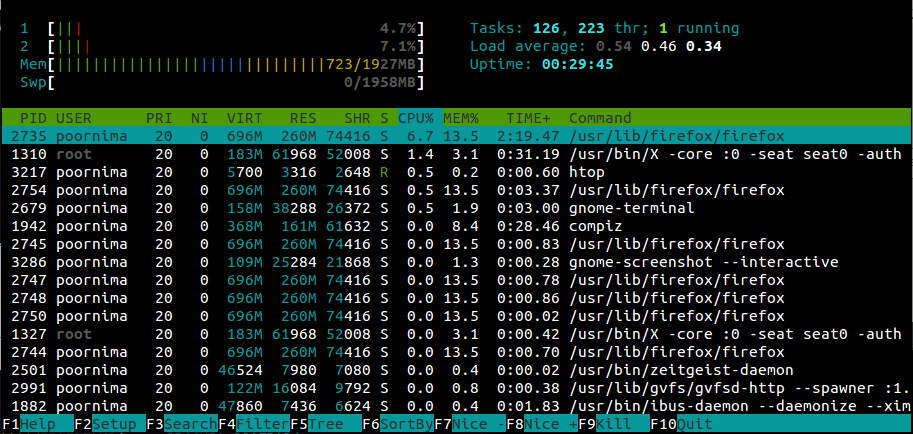 1 [||| 4.7%] Tasks: 126, 223 thr; 1 running
2 [|||| 7.1%] Load average: 0.54 0.46 0.34
Mem[||||||||||||||||||||||||||||||723/1927MB] Uptime: 00:29:45
Swp[ 0/1958MB]
PID USER PRI NI VIRT RES SHR S CPU% MEM% TIME+ Command
2735 poornima 20 0 696M 260M 74416 S 6.7 13.5 2:19.47 /usr/lib/firefox/firefox
1310 root 20 0 183M 61968 52008 S 1.4 3.1 0:31.19 /usr/bin/X -core :0 -seat seat0 -auth
3217 poornima 20 0 5700 3316 2648 R 0.5 0.2 0:00.60 htop
2754 poornima 20 0 696M 260M 74416 S 0.5 13.5 0:03.37 /usr/lib/firefox/firefox
2679 poornima 20 0 158M 38288 26372 S 0.5 1.9 0:03.00 gnome-terminal
1942 poornima 20 0 368M 161M 61632 S 0.0 8.4 0:28.46 compiz
2745 poornima 20 0 696M 260M 74416 S 0.0 13.5 0:00.83 /usr/lib/firefox/firefox
3286 poornima 20 0 109M 25284 21868 S 0.0 1.3 0:00.28 gnome-screenshot --interactive
2747 poornima 20 0 696M 260M 74416 S 0.0 13.5 0:00.78 /usr/lib/firefox/firefox
2748 poornima 20 0 696M 260M 74416 S 0.0 13.5 0:00.86 /usr/lib/firefox/firefox
2750 poornima 20 0 696M 260M 74416 S 0.0 13.5 0:00.02 /usr/lib/firefox/firefox
1327 root 20 0 183M 61968 52008 S 0.0 3.1 0:00.42 /usr/bin/X -core :0 -seat seat0 -auth
2744 poornima 20 0 696M 260M 74416 S 0.0 13.5 0:00.70 /usr/lib/firefox/firefox
2501 poornima 20 0 46524 7980 7080 S 0.0 0.4 0:00.02 /usr/bin/zeitgeist-daemon
2991 poornima 20 0 122M 16084 9792 S 0.0 0.8 0:00.38 /usr/lib/gvfs/gvfsd-http --spawner :1.
1882 poornima 20 0 47860 7436 6624 S 0.0 0.4 0:01.83 /usr/bin/ibus-daemon --daemonize --xim
F1Help F2Setup F3SearchF4FilterF5Tree F6SortByF7Nice -F8Nice +F9Kill F10Quit